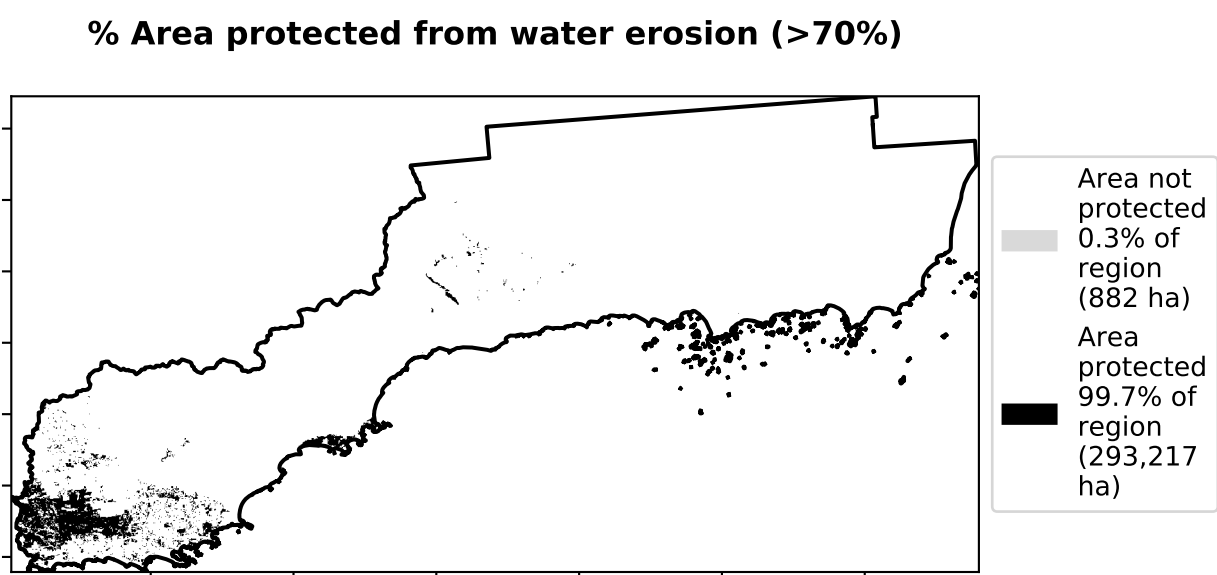 % Area protected from water erosion (>70%)
Area not
protected
0.3% of
region
(882 ha)
Area
protected
99.7% of
region
(293,217
ha)